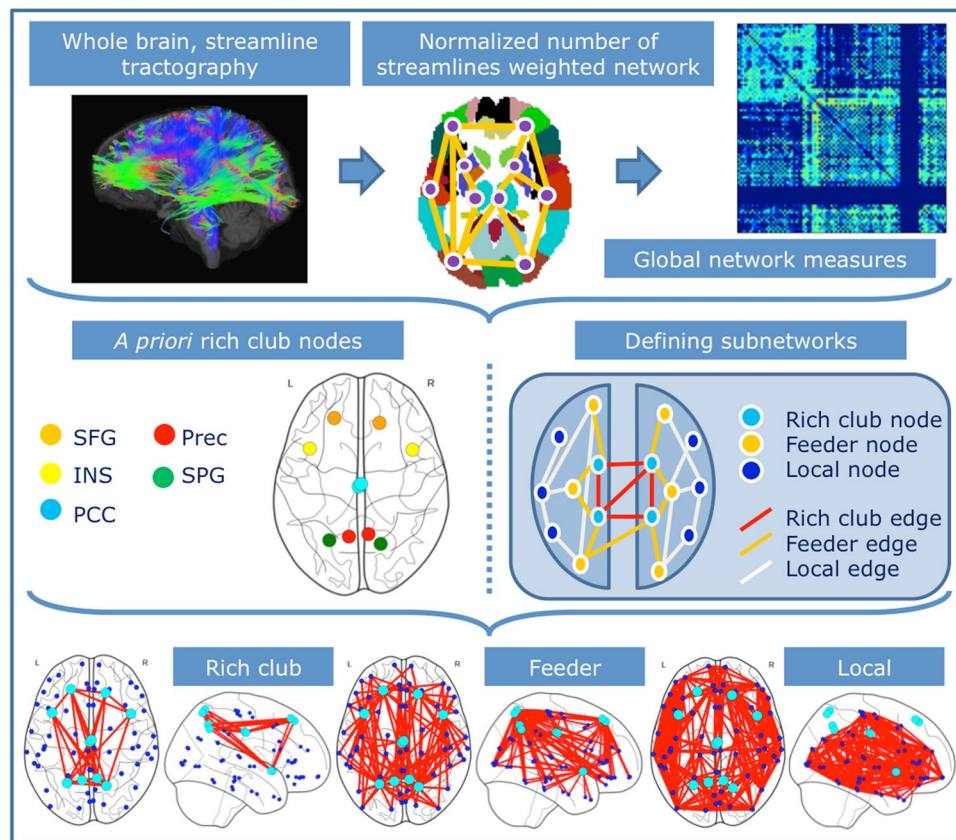 Whole brain, streamline
tractography
Normalized number of
streamlines weighted network
Global network measures
A priori rich club nodes
Defining subnetworks
L
R
SFG
Prec
INS
SPG
PCC
Rich club node
Feeder node
Local node
Rich club edge
Feeder edge
Local edge
L
R
Rich club
L
R
Feeder
L
R
Local